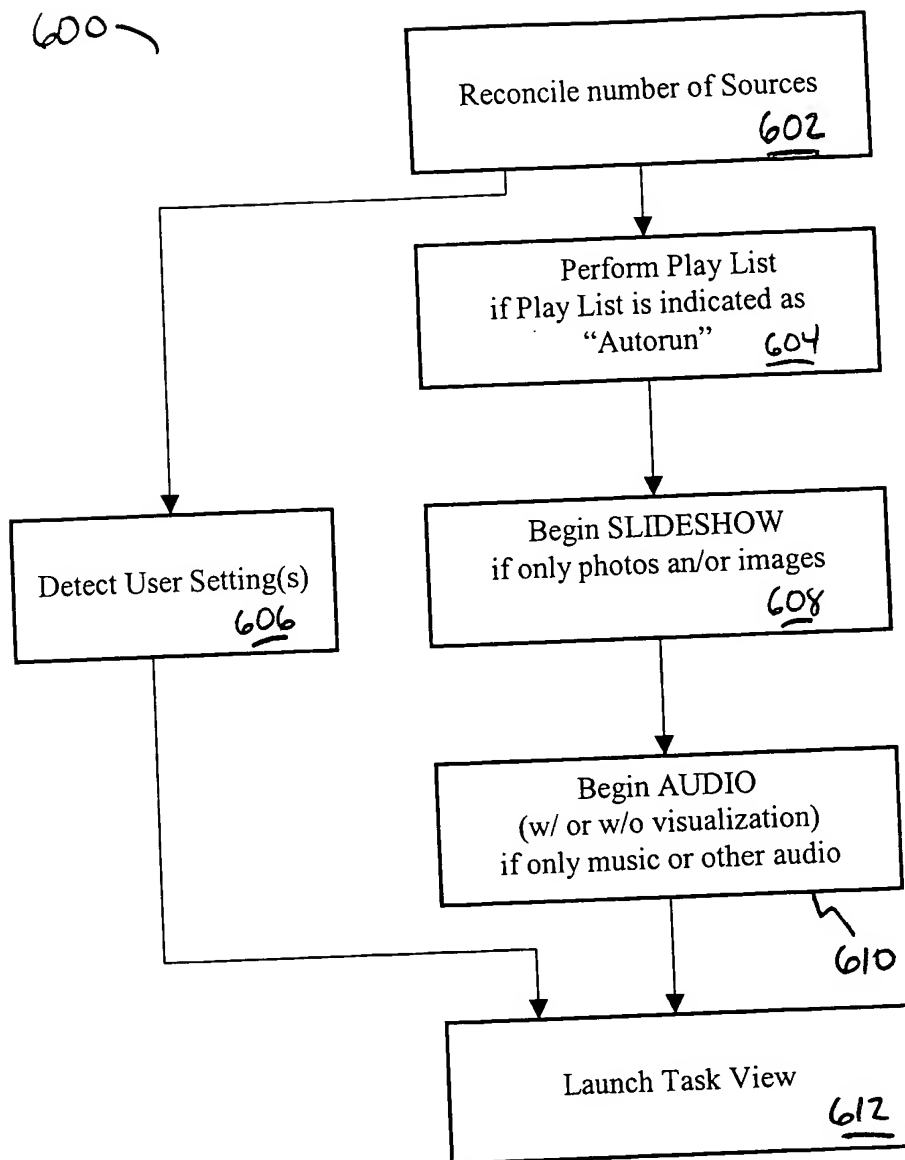 600
Reconcile number of Sources
602
Perform Play List
if Play List is indicated as
“Autorun”
604
Begin SLIDESHOW
if only photos an/or images
608
Detect User Setting(s)
606
Begin AUDIO
(w/ or w/o visualization)
if only music or other audio
610
Launch Task View
612